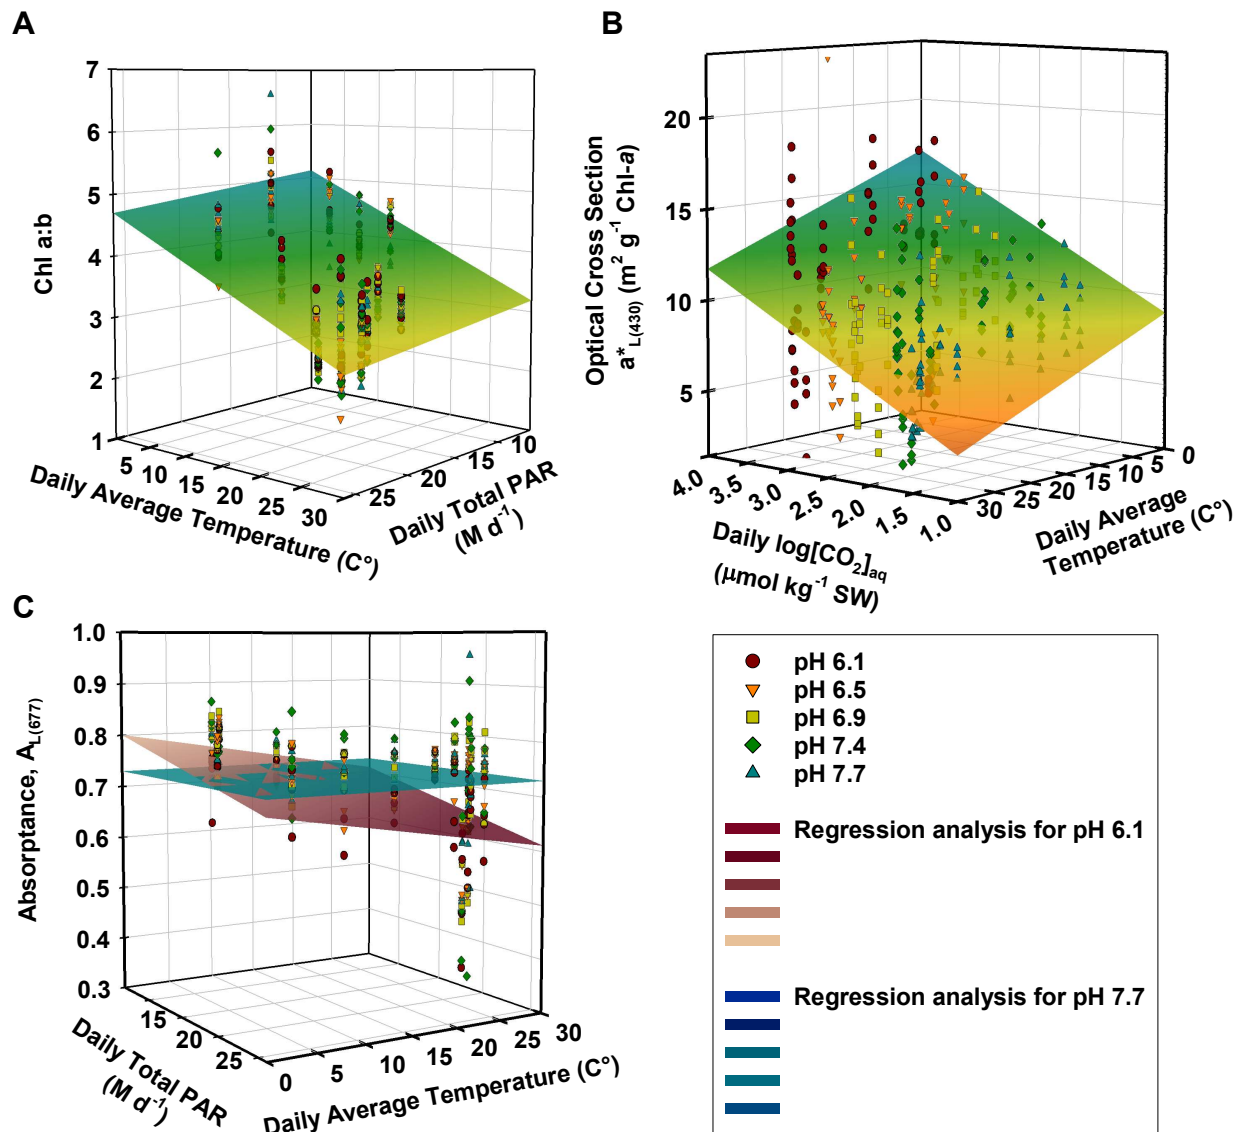 A
7
6
5
4
3
2
1
Chl a:b
5
10
15
20
25
30
Daily Average Temperature (C°)
25
20
15
10
Daily Total PAR
(M d⁻¹)
B
20
15
10
5
Optical Cross Section
a*L(430) (m² g⁻¹ Chl-a)
4.0
3.5
3.0
2.5
2.0
1.5
1.0
Daily log[CO₂]aq
(μmol kg⁻¹ SW)
30
25
20
15
10
5
0
Daily Average
Temperature (C°)
C
1.0
0.9
0.8
0.7
0.6
0.5
0.4
0.3
Absorptance, AL(677)
15
20
25
Daily Total PAR
(M d⁻¹)
0
5
10
15
20
25
30
Daily Average Temperature (C°)
pH 6.1
pH 6.5
pH 6.9
pH 7.4
pH 7.7
Regression analysis for pH 6.1
Regression analysis for pH 7.7